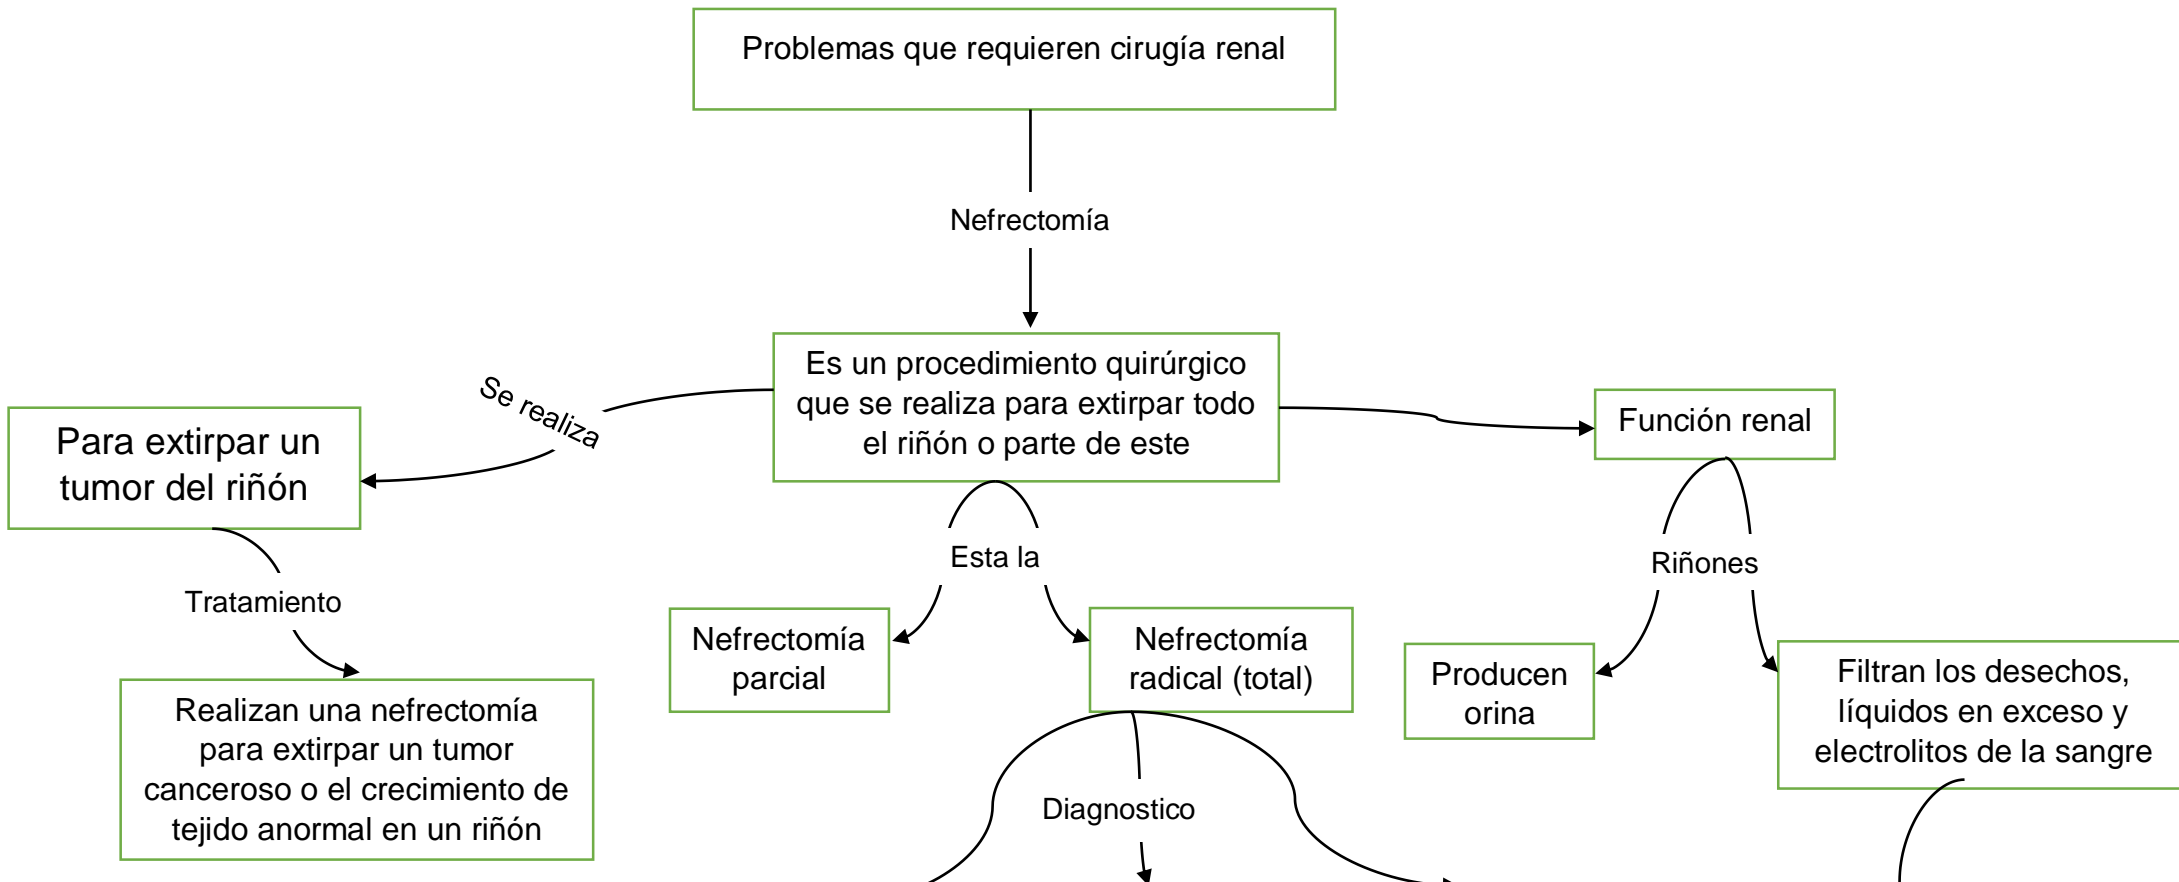 Problemas que requieren cirugía renal
Nefrectomía
Es un procedimiento quirúrgico
que se realiza para extirpar todo
el riñón o parte de este
Se realiza
Para extirpar un
tumor del riñón
Función renal
Esta la
Riñones
Tratamiento
Nefrectomía
parcial
Nefrectomía
radical (total)
Producen
orina
Filtran los desechos,
líquidos en exceso y
electrolitos de la sangre
Realizan una nefrectomía
para extirpar un tumor
canceroso o el crecimiento de
tejido anormal en un riñón
Diagnostico